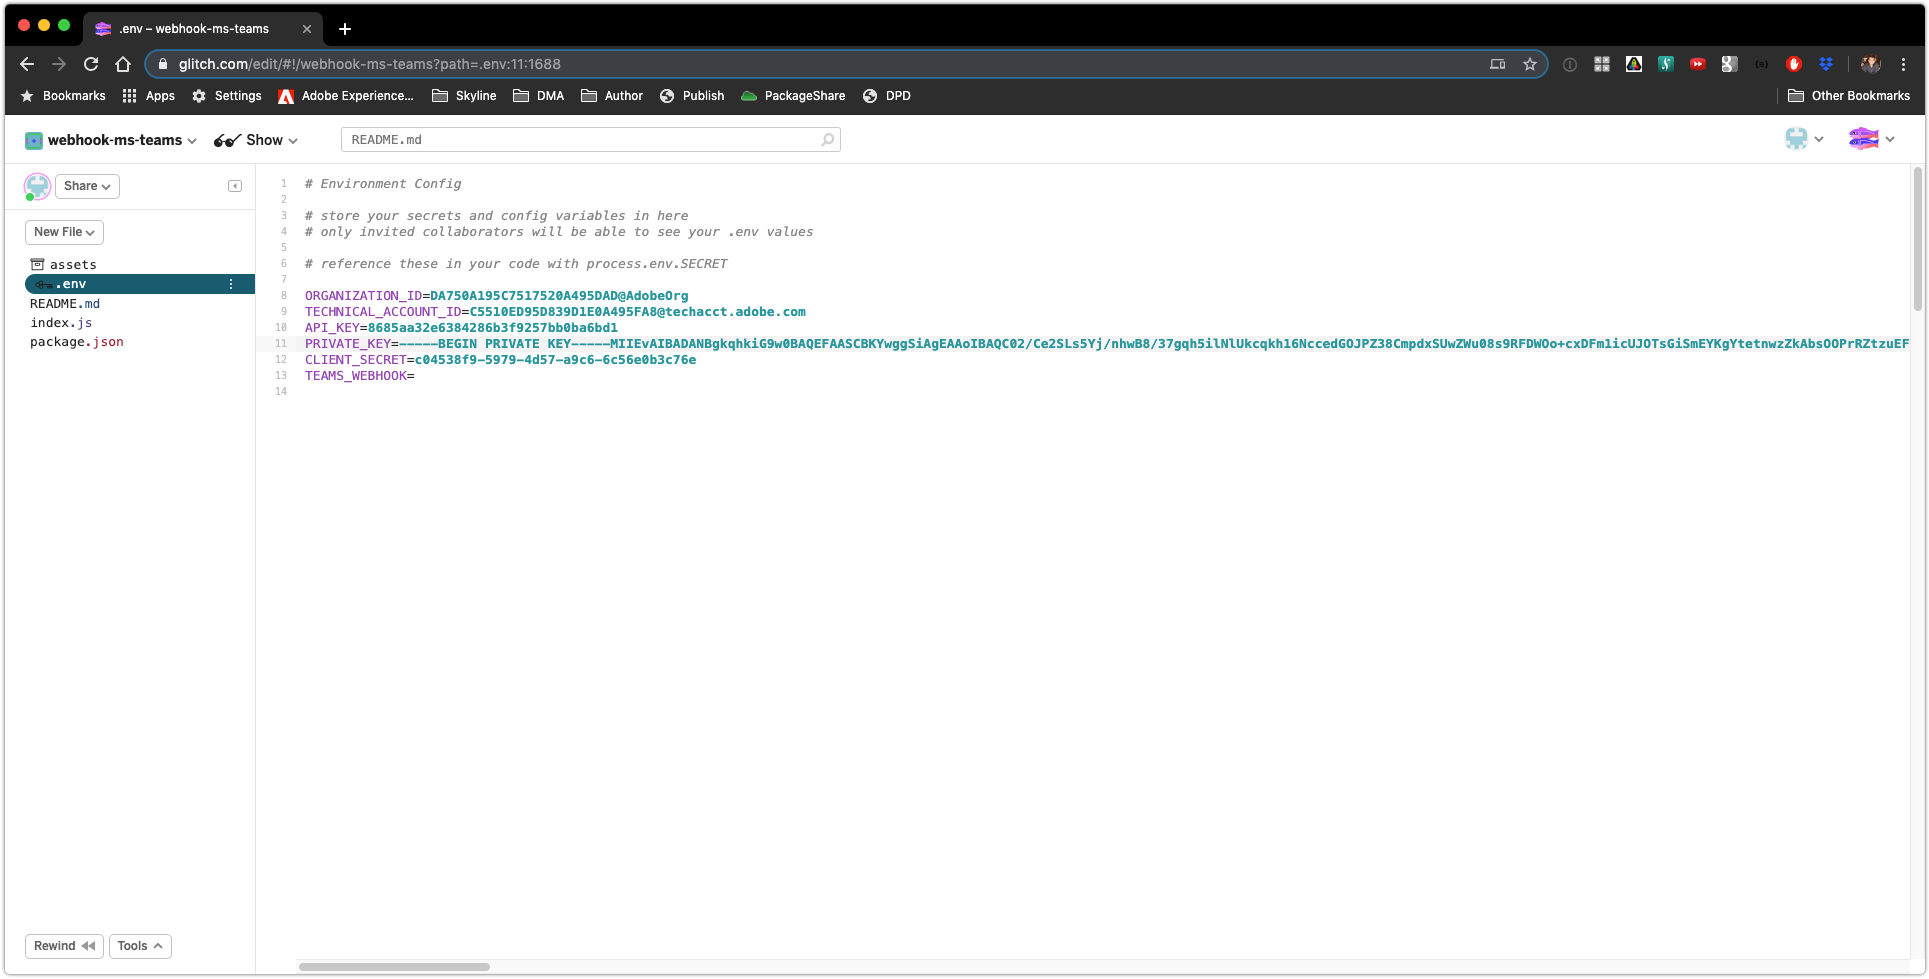 .env – webhook-ms-teams
glitch.com/edit/#!/webhook-ms-teams?path=.env:11:1688
Bookmarks Apps Settings Adobe Experience... Skyline DMA Author Publish PackageShare DPD Other Bookmarks
webhook-ms-teams Show README.md
Share
New File
assets
.env
README.md
index.js
package.json
1 # Environment Config
2
3 # store your secrets and config variables in here
4 # only invited collaborators will be able to see your .env values
5
6 # reference these in your code with process.env.SECRET
7
8 ORGANIZATION_ID=DA750A195C7517520A495DAD@AdobeOrg
9 TECHNICAL_ACCOUNT_ID=C5510ED95D839D1E0A495FA8@techacct.adobe.com
10 API_KEY=8685aa32e6384286b3f9257bb0ba6bd1
11 PRIVATE_KEY=-----BEGIN PRIVATE KEY-----MIIEvAIBADANBgkqhkiG9w0BAQEFAASCBKYwggSiAgEAAoIBAQC02/Ce2SLs5Yj/nhwB8/37gqh5ilNlUkcqkh16NccedGOJPZ38CmpdxSUwZWu08s9RFDWOo+cxDFm1icUJOTsGiSmEYKgYtetnwzZkAbsOOPrRZtzuEF
12 CLIENT_SECRET=c04538f9-5979-4d57-a9c6-6c56e0b3c76e
13 TEAMS_WEBHOOK=
14
Rewind Tools